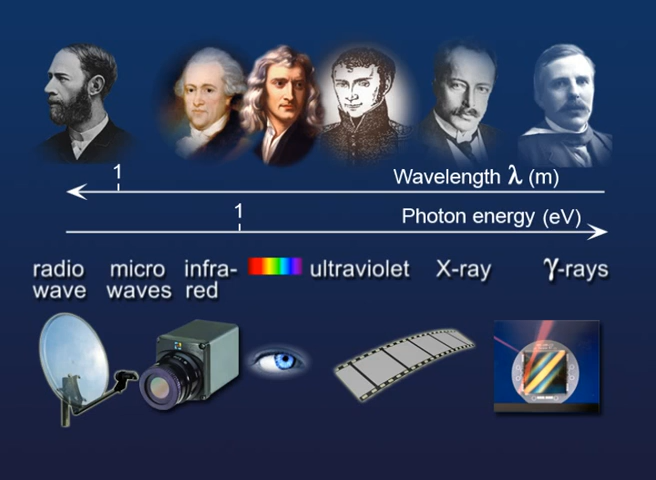 1
Wavelength λ (m)
1
Photon energy (eV)
radio
wave
micro
waves
infra-
red
ultraviolet
X-ray
γ-rays